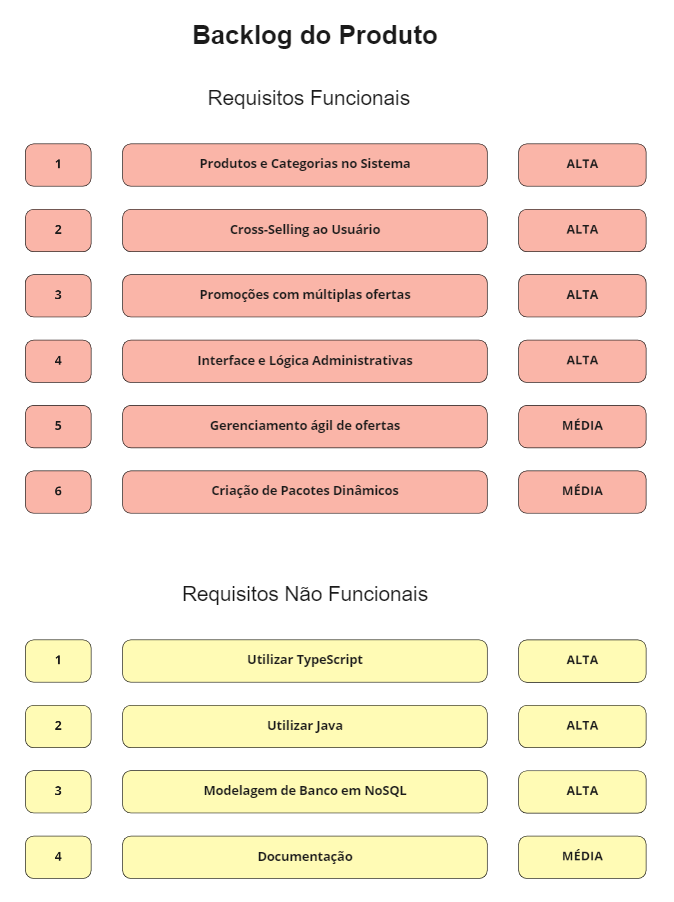 Backlog do Produto
Requisitos Funcionais
1 Produtos e Categorias no Sistema ALTA
2 Cross-Selling ao Usuário ALTA
3 Promoções com múltiplas ofertas ALTA
4 Interface e Lógica Administrativas ALTA
5 Gerenciamento ágil de ofertas MÉDIA
6 Criação de Pacotes Dinâmicos MÉDIA
Requisitos Não Funcionais
1 Utilizar TypeScript ALTA
2 Utilizar Java ALTA
3 Modelagem de Banco em NoSQL ALTA
4 Documentação MÉDIA